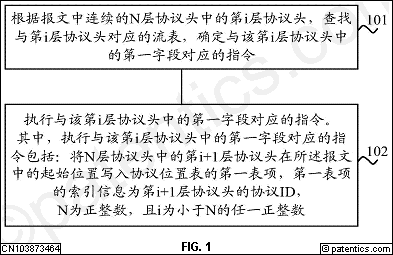 根据报文中连续的N层协议头中的第i层协议头，查找
与第i层协议头对应的流表，确定与该第i层协议头中
的第一字段对应的指令
101
执行与该第i层协议头中的第一字段对应的指令。
其中，执行与该第i层协议头中的第一字段对应的指
令包括：将N层协议头中的第i+1层协议头在所述报文
中的起始位置写入协议位置表的第一表项，第一表项
的索引信息为第i+1层协议头的协议ID，
N为正整数，且i为小于N的任一正整数
102
CN103873464
FIG. 1
@ patentics.com
©patentics.com